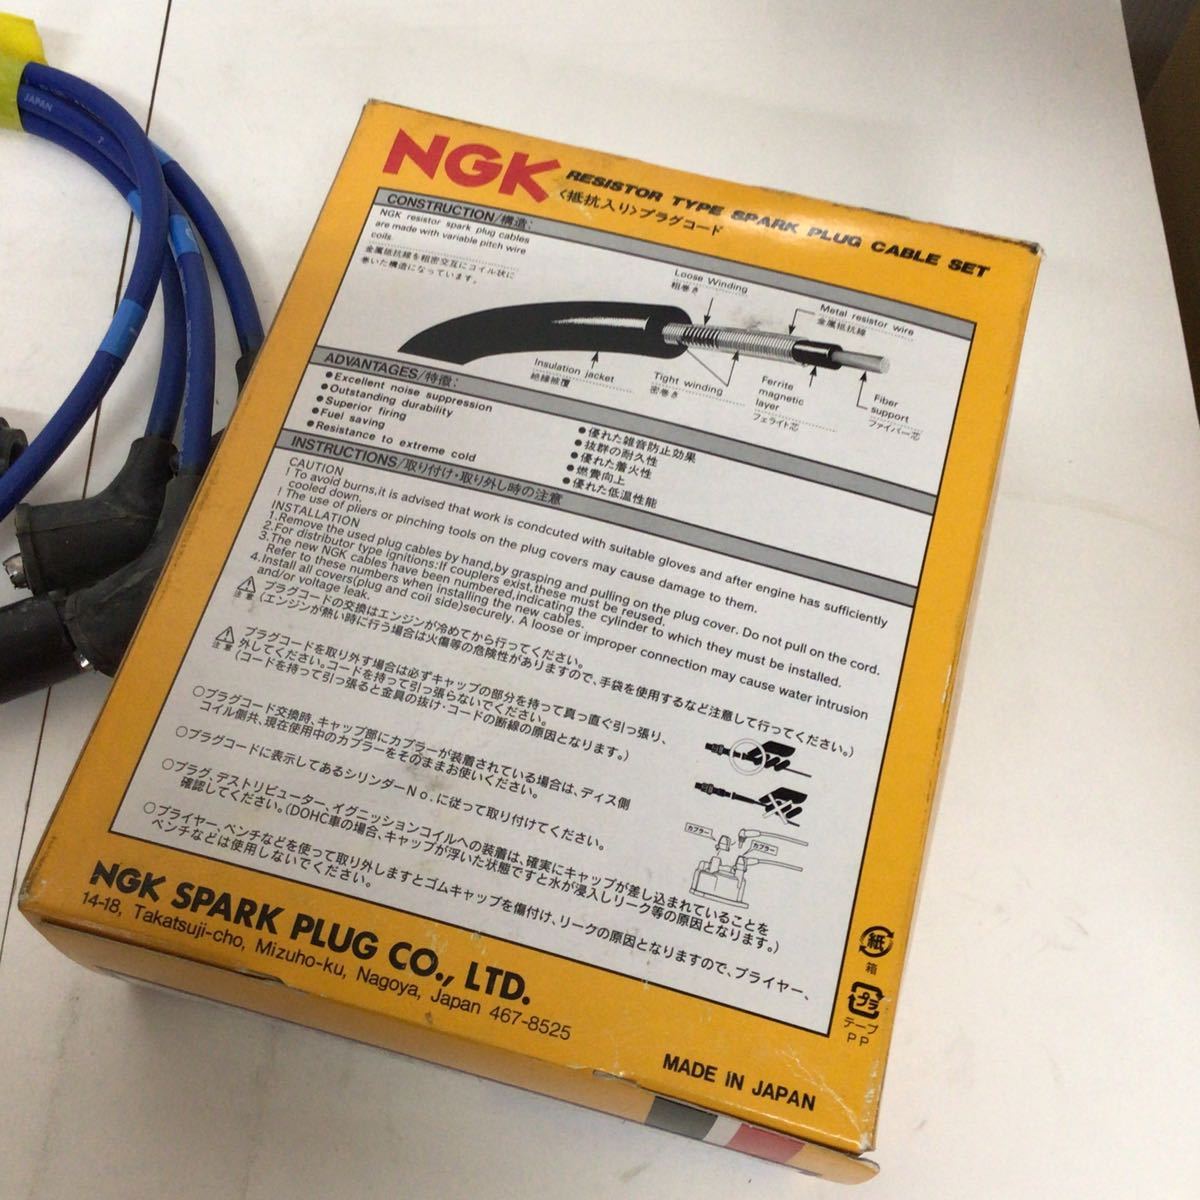 JAPAN
NGK RESISTOR TYPE SPARK PLUG CABLE SET
〈抵抗入り〉プラグコード
CONSTRUCTION/構造:
NGK resistor spark plug cables
are made with variable pitch wire
coils.
金属抵抗線を粗密交互にコイル状に
巻いた構造になっています。
Loose Winding
粗巻き
Metal resistor wire
金属抵抗線
Insulation jacket
絶縁被覆
Tight winding
密巻き
Ferrite
magnetic
layer
フェライト芯
Fiber
support
ファイバー芯
ADVANTAGES/特徴:
●Excellent noise suppression
●Outstanding durability
●Superior firing
●Fuel saving
●Resistance to extreme cold
●優れた雑音防止効果
●抜群の耐久性
●優れた着火性
●燃費向上
●優れた低温性能
INSTRUCTIONS/取り付け・取り外し時の注意
CAUTION
! To avoid burns,it is advised that work is condcuted with suitable gloves and after engine has sufficiently
cooled down.
! The use of pliers or pinching tools on the plug covers may cause damage to them.
INSTALLATION
1.Remove the used plug cables by hand,by grasping and pulling on the plug cover. Do not pull on the cord.
2.For distributor type ignitions:If couplers exist,these must be reused.
3.The new NGK cables have been numbered,indicating the cylinder to which they must be installed.
Refer to these numbers when installing the new cables.
4.Install all covers(plug and coil side)securely. A loose or improper connection may cause water intrusion
and/or voltage leak.
注意 プラグコードの交換はエンジンが冷めてから行ってください。
(エンジンが熱い時に行う場合は火傷等の危険性がありますので、手袋を使用するなど注意して行ってください。)
注意 プラグコードを取り外す場合は必ずキャップの部分を持って真っ直ぐ引っ張り、
外してください。コードを持って引っ張らないでください。
(コードを持って引っ張ると金具の抜け・コードの断線の原因となります。)
○プラグコード交換時、キャップ部にカプラーが装着されている場合は、ディス側
コイル側共、現在使用中のカプラーをそのままお使いください。
○プラグコードに表示してあるシリンダーNo.に従って取り付けてください。
○プラグ、デストリビューター、イグニッションコイルへの装着は、確実にキャップが差し込まれていることを
確認してください。(DOHC車の場合、キャップが浮いた状態ですと水が浸入しリーク等の原因となります。)
○プライヤー、ペンチなどを使って取り外しますとゴムキャップを傷付け、リークの原因となりますので、プライヤー、
ペンチなどは使用しないでください。
カプラー
カプラー
NGK SPARK PLUG CO., LTD.
14-18, Takatsuji-cho, Mizuho-ku, Nagoya, Japan 467-8525
紙
箱
プラ
テープ
PP
MADE IN JAPAN